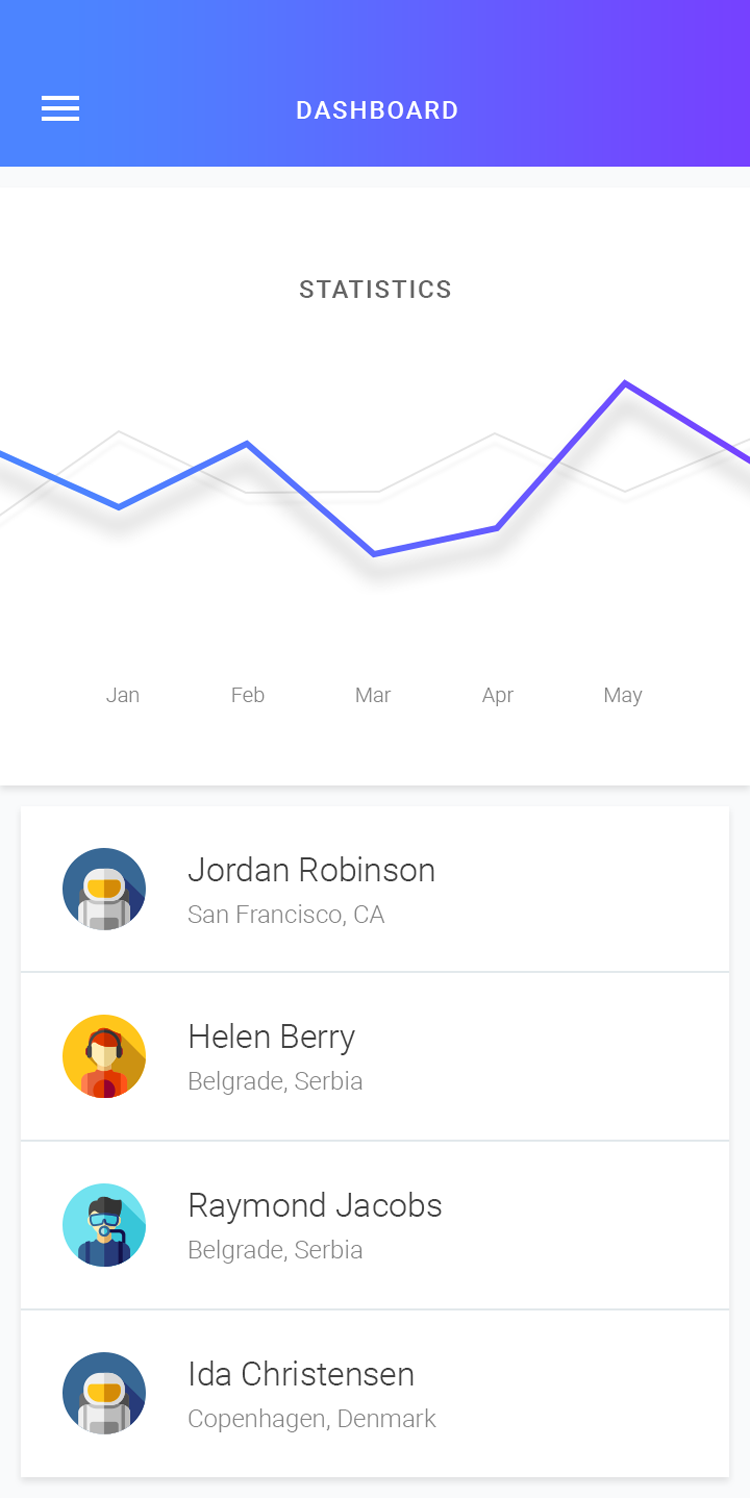 DASHBOARD
STATISTICS
Jan Feb Mar Apr May
Jordan Robinson
San Francisco, CA
Helen Berry
Belgrade, Serbia
Raymond Jacobs
Belgrade, Serbia
Ida Christensen
Copenhagen, Denmark